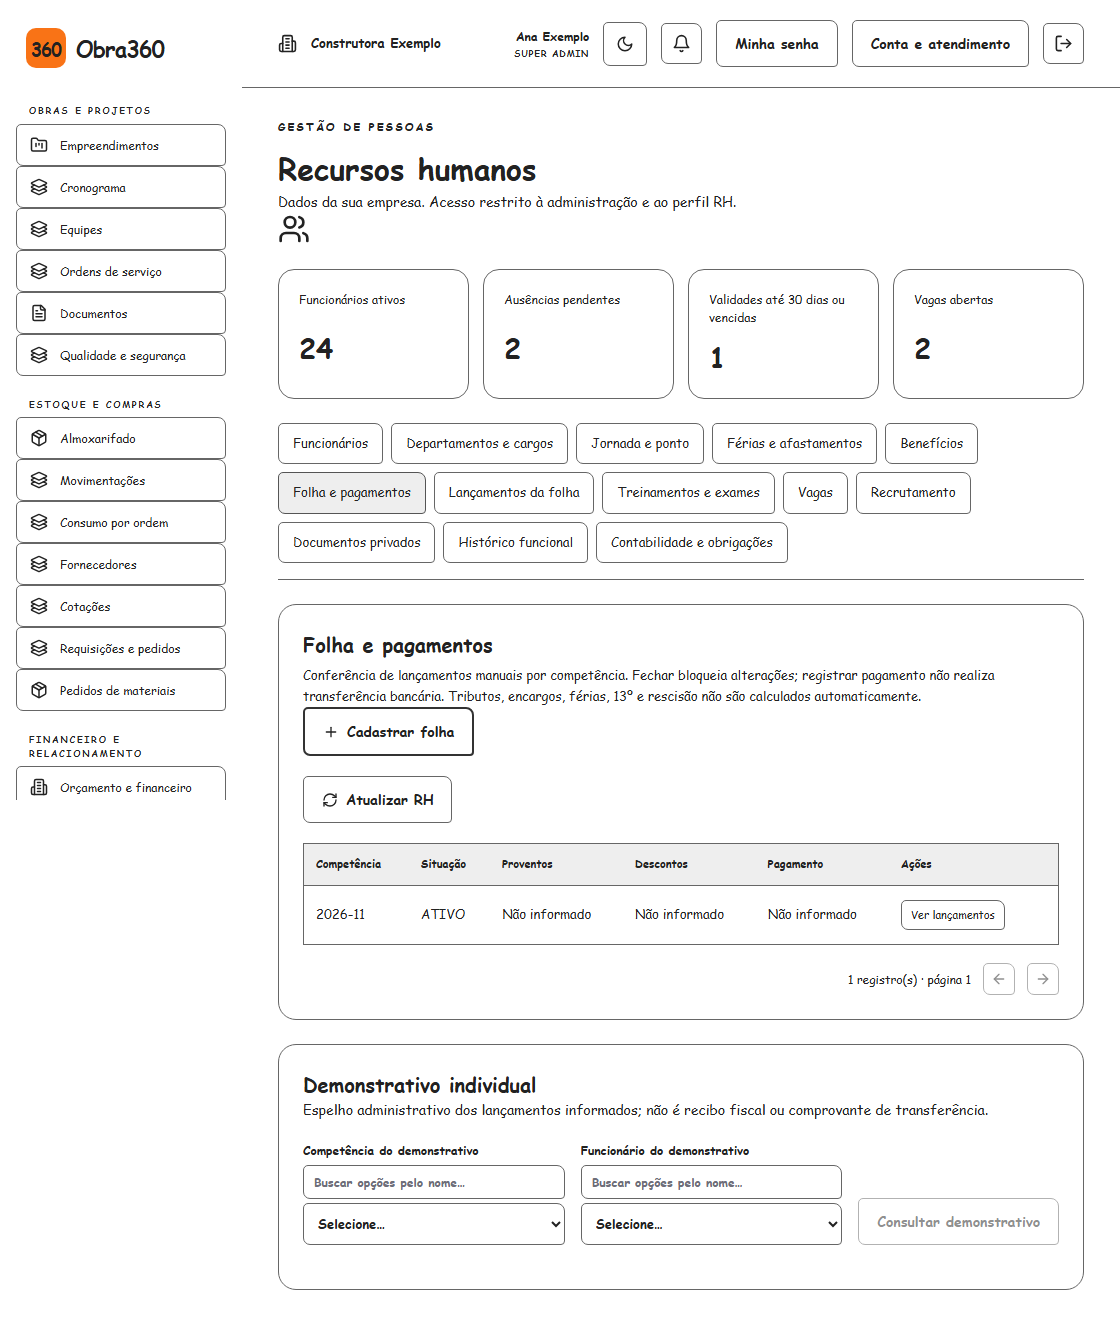 360 Obra360
OBRAS E PROJETOS
Empreendimentos
Cronograma
Equipes
Ordens de serviço
Documentos
Qualidade e segurança
ESTOQUE E COMPRAS
Almoxarifado
Movimentações
Consumo por ordem
Fornecedores
Cotações
Requisições e pedidos
Pedidos de materiais
FINANCEIRO E
RELACIONAMENTO
Orçamento e financeiro
Construtora Exemplo
Ana Exemplo
SUPER ADMIN
Minha senha
Conta e atendimento
GESTÃO DE PESSOAS
Recursos humanos
Dados da sua empresa. Acesso restrito à administração e ao perfil RH.
Funcionários ativos
24
Ausências pendentes
2
Validades até 30 dias ou
vencidas
1
Vagas abertas
2
Funcionários
Departamentos e cargos
Jornada e ponto
Férias e afastamentos
Benefícios
Folha e pagamentos
Lançamentos da folha
Treinamentos e exames
Vagas
Recrutamento
Documentos privados
Histórico funcional
Contabilidade e obrigações
Folha e pagamentos
Conferência de lançamentos manuais por competência. Fechar bloqueia alterações; registrar pagamento não realiza
transferência bancária. Tributos, encargos, férias, 13º e rescisão não são calculados automaticamente.
Cadastrar folha
Atualizar RH
Competência Situação Proventos Descontos Pagamento Ações
2026-11 ATIVO Não informado Não informado Não informado Ver lançamentos
1 registro(s) · página 1
Demonstrativo individual
Espelho administrativo dos lançamentos informados; não é recibo fiscal ou comprovante de transferência.
Competência do demonstrativo
Buscar opções pelo nome...
Selecione...
Funcionário do demonstrativo
Buscar opções pelo nome...
Selecione...
Consultar demonstrativo